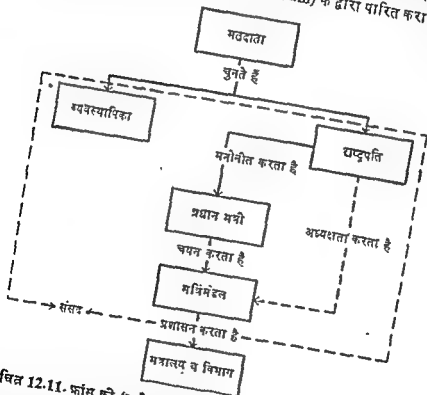 के द्वारा पारित करा
मतदाता
चुनते हैं
व्यवस्थापिका
राष्ट्रपति
मनोनीत करता है
प्रधान मंत्री
अध्यक्षता करता है
चयन करता है
मंत्रिमंडल
संसद
प्रशासन करता है
मंत्रालय व विभाग
चित्र 12.11. फ्रांस की